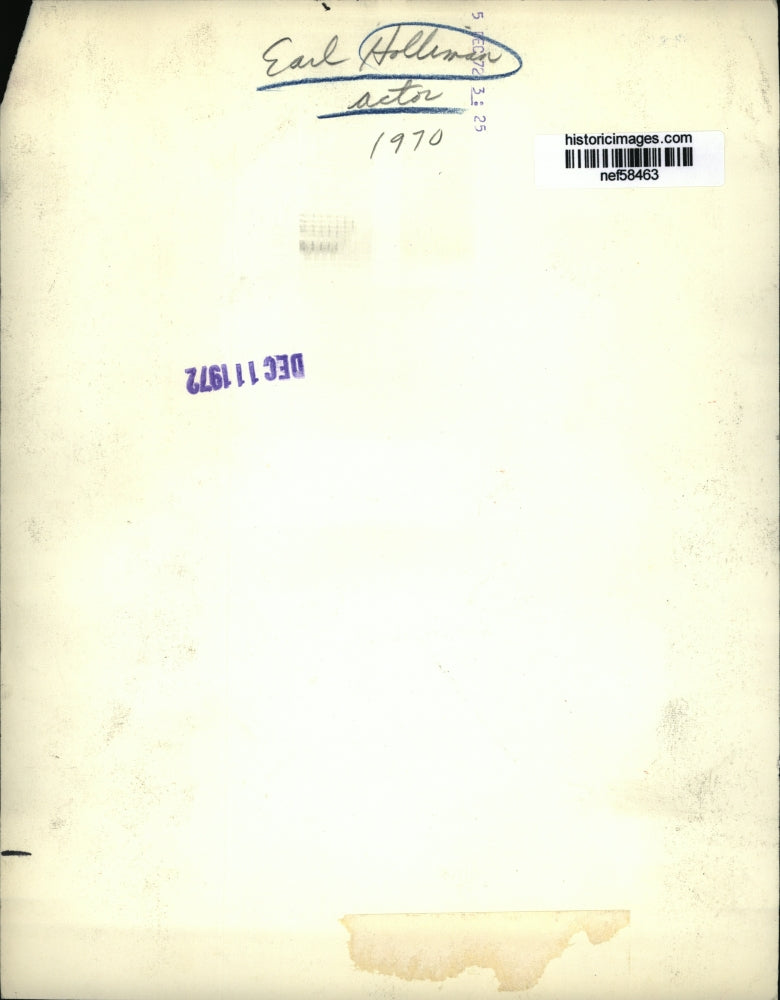 Earl Holliman
actor
1970
5 DEC 72 3: 25
historicimages.com
nef58463
DEC 11 1972